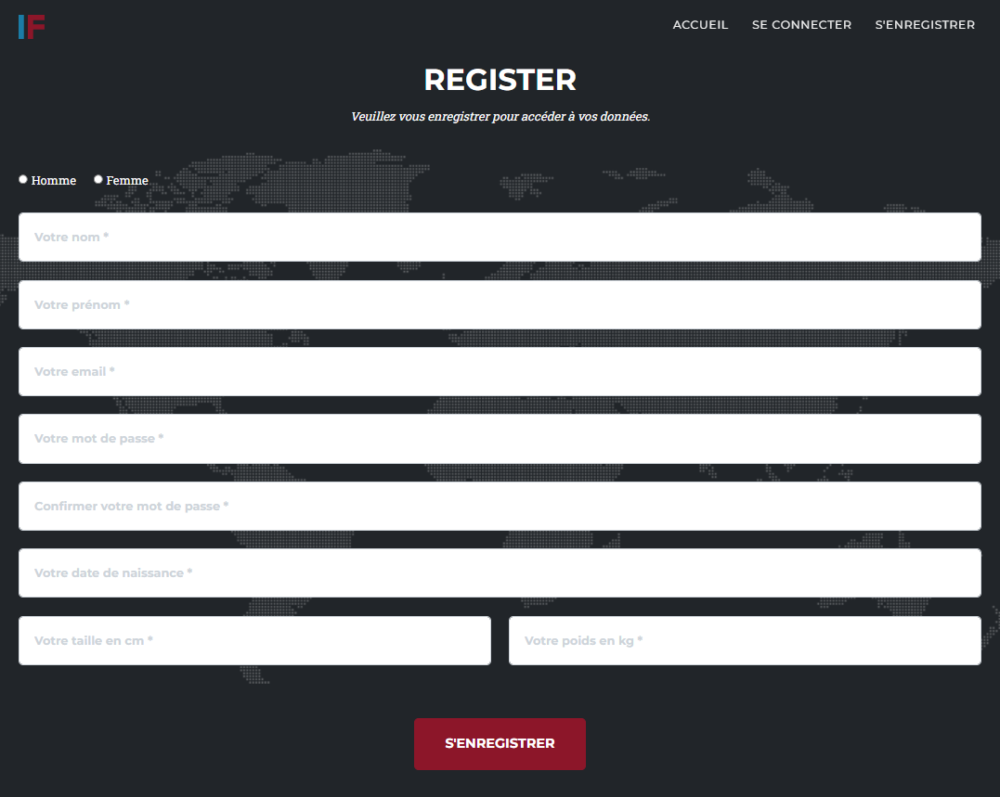 IF
ACCUEIL SE CONNECTER S'ENREGISTRER
REGISTER
Veuillez vous enregistrer pour accéder à vos données.
Homme Femme
Votre nom *
Votre prénom *
Votre email *
Votre mot de passe *
Confirmer votre mot de passe *
Votre date de naissance *
Votre taille en cm * Votre poids en kg *
S'ENREGISTRER